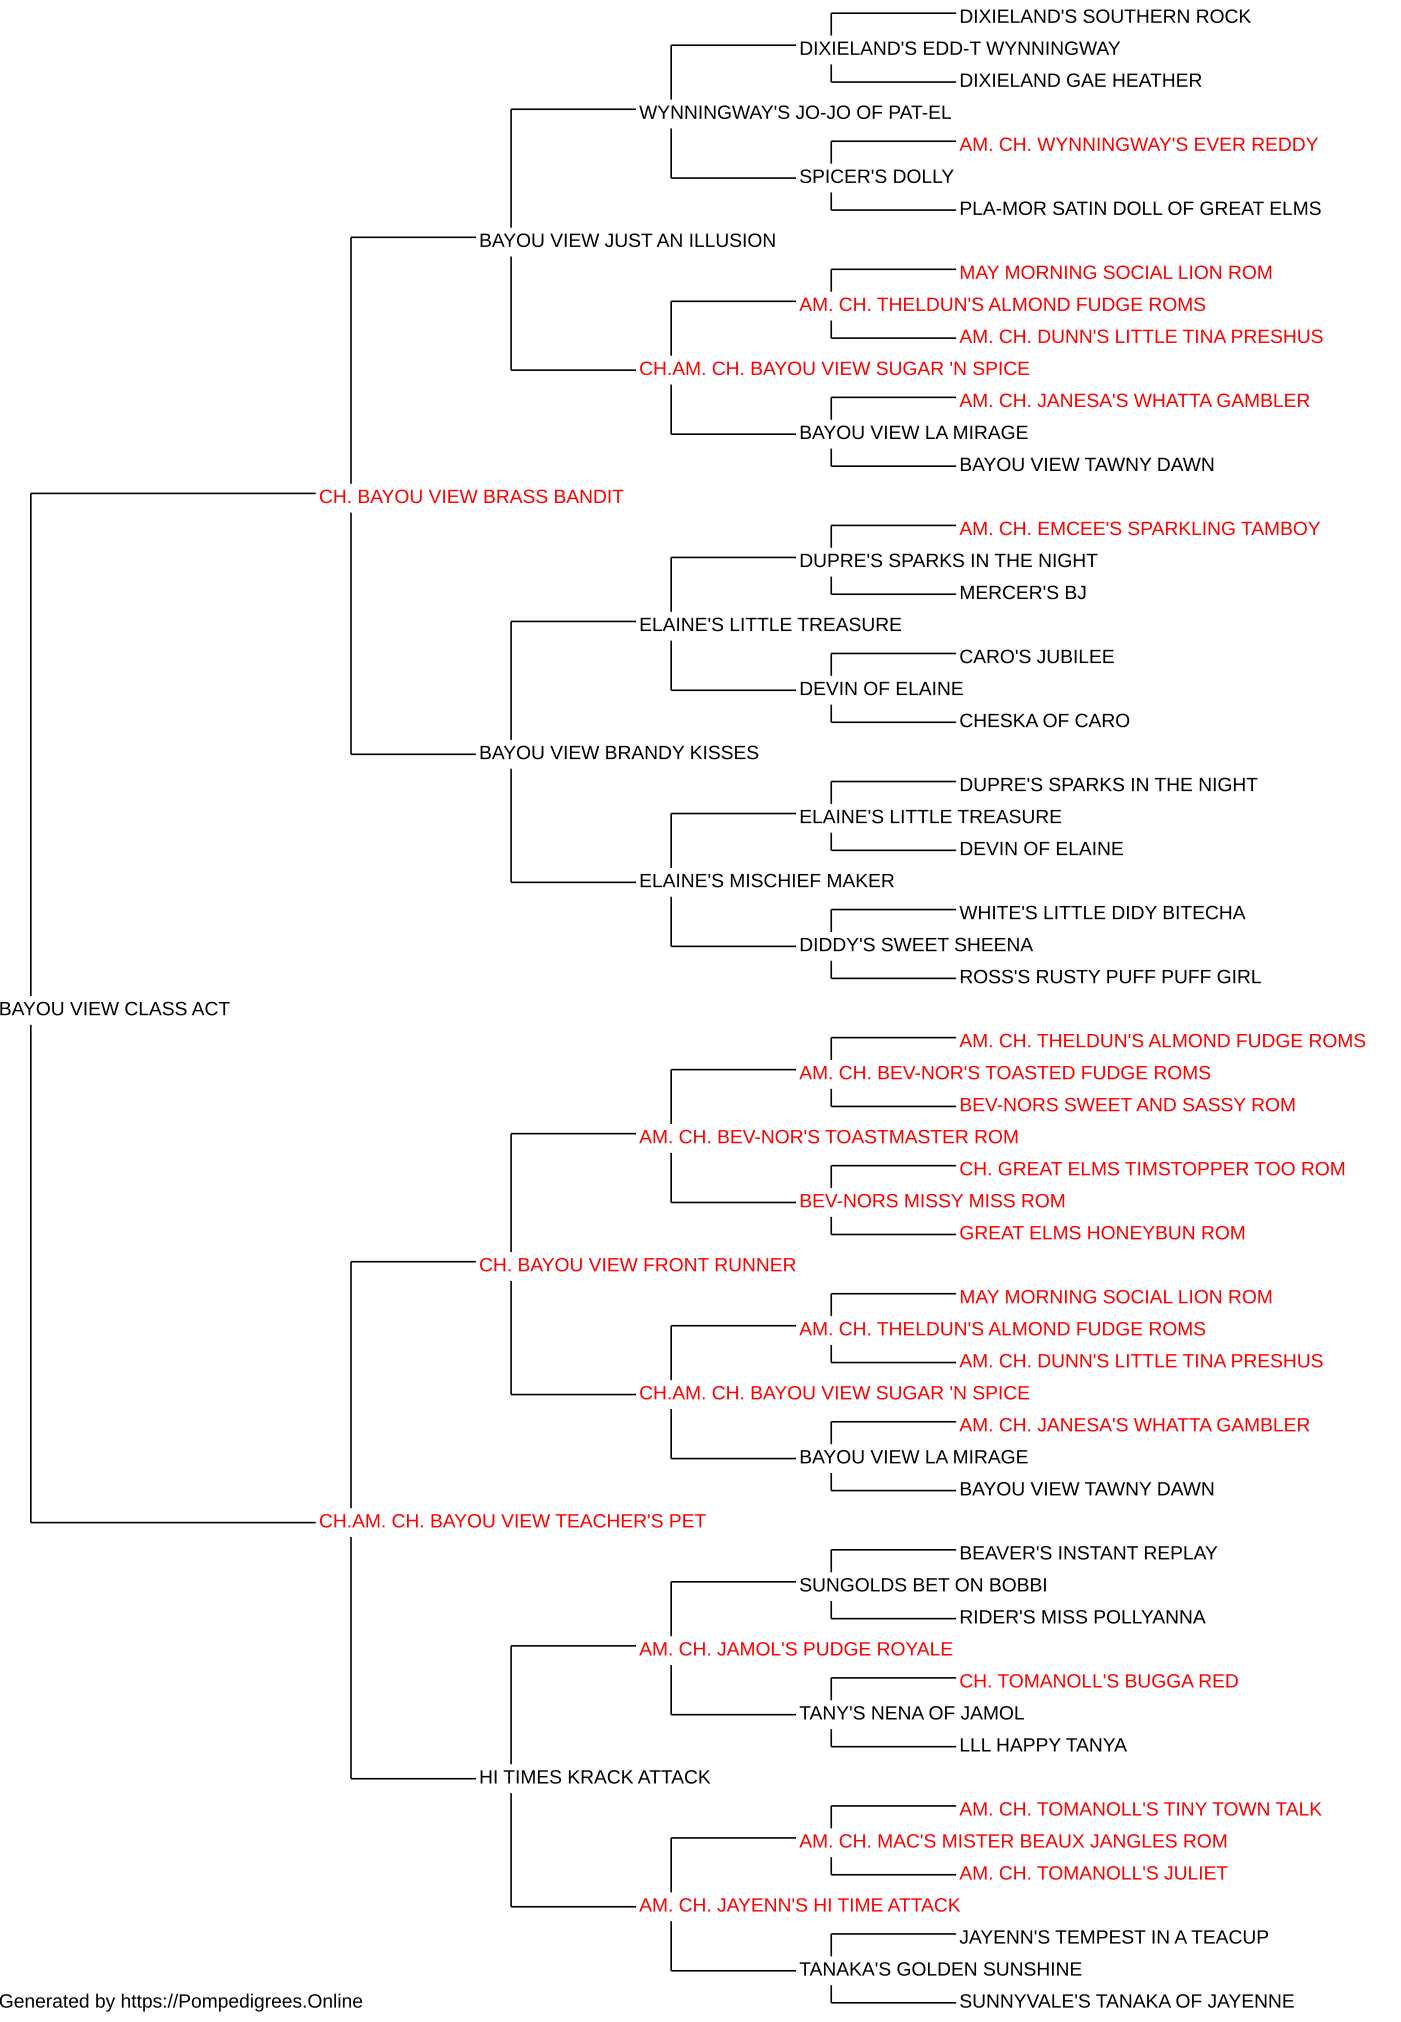 DIXIELAND'S SOUTHERN ROCK
DIXIELAND'S EDD-T WYNNINGWAY
DIXIELAND GAE HEATHER
WYNNINGWAY'S JO-JO OF PAT-EL
AM. CH. WYNNINGWAY'S EVER REDDY
SPICER'S DOLLY
PLA-MOR SATIN DOLL OF GREAT ELMS
BAYOU VIEW JUST AN ILLUSION
MAY MORNING SOCIAL LION ROM
AM. CH. THELDUN'S ALMOND FUDGE ROMS
AM. CH. DUNN'S LITTLE TINA PRESHUS
CH.AM. CH. BAYOU VIEW SUGAR 'N SPICE
AM. CH. JANESA'S WHATTA GAMBLER
BAYOU VIEW LA MIRAGE
BAYOU VIEW TAWNY DAWN
CH. BAYOU VIEW BRASS BANDIT
AM. CH. EMCEE'S SPARKLING TAMBOY
DUPRE'S SPARKS IN THE NIGHT
MERCER'S BJ
ELAINE'S LITTLE TREASURE
CARO'S JUBILEE
DEVIN OF ELAINE
CHESKA OF CARO
BAYOU VIEW BRANDY KISSES
DUPRE'S SPARKS IN THE NIGHT
ELAINE'S LITTLE TREASURE
DEVIN OF ELAINE
ELAINE'S MISCHIEF MAKER
WHITE'S LITTLE DIDY BITECHA
DIDDY'S SWEET SHEENA
ROSS'S RUSTY PUFF PUFF GIRL
BAYOU VIEW CLASS ACT
AM. CH. THELDUN'S ALMOND FUDGE ROMS
AM. CH. BEV-NOR'S TOASTED FUDGE ROMS
BEV-NORS SWEET AND SASSY ROM
AM. CH. BEV-NOR'S TOASTMASTER ROM
CH. GREAT ELMS TIMSTOPPER TOO ROM
BEV-NORS MISSY MISS ROM
GREAT ELMS HONEYBUN ROM
CH. BAYOU VIEW FRONT RUNNER
MAY MORNING SOCIAL LION ROM
AM. CH. THELDUN'S ALMOND FUDGE ROMS
AM. CH. DUNN'S LITTLE TINA PRESHUS
CH.AM. CH. BAYOU VIEW SUGAR 'N SPICE
AM. CH. JANESA'S WHATTA GAMBLER
BAYOU VIEW LA MIRAGE
BAYOU VIEW TAWNY DAWN
CH.AM. CH. BAYOU VIEW TEACHER'S PET
BEAVER'S INSTANT REPLAY
SUNGOLDS BET ON BOBBI
RIDER'S MISS POLLYANNA
AM. CH. JAMOL'S PUDGE ROYALE
CH. TOMANOLL'S BUGGA RED
TANY'S NENA OF JAMOL
LLL HAPPY TANYA
HI TIMES KRACK ATTACK
AM. CH. TOMANOLL'S TINY TOWN TALK
AM. CH. MAC'S MISTER BEAUX JANGLES ROM
AM. CH. TOMANOLL'S JULIET
AM. CH. JAYENN'S HI TIME ATTACK
JAYENN'S TEMPEST IN A TEACUP
TANAKA'S GOLDEN SUNSHINE
SUNNYVALE'S TANAKA OF JAYENNE
Generated by https://Pompedigrees.Online